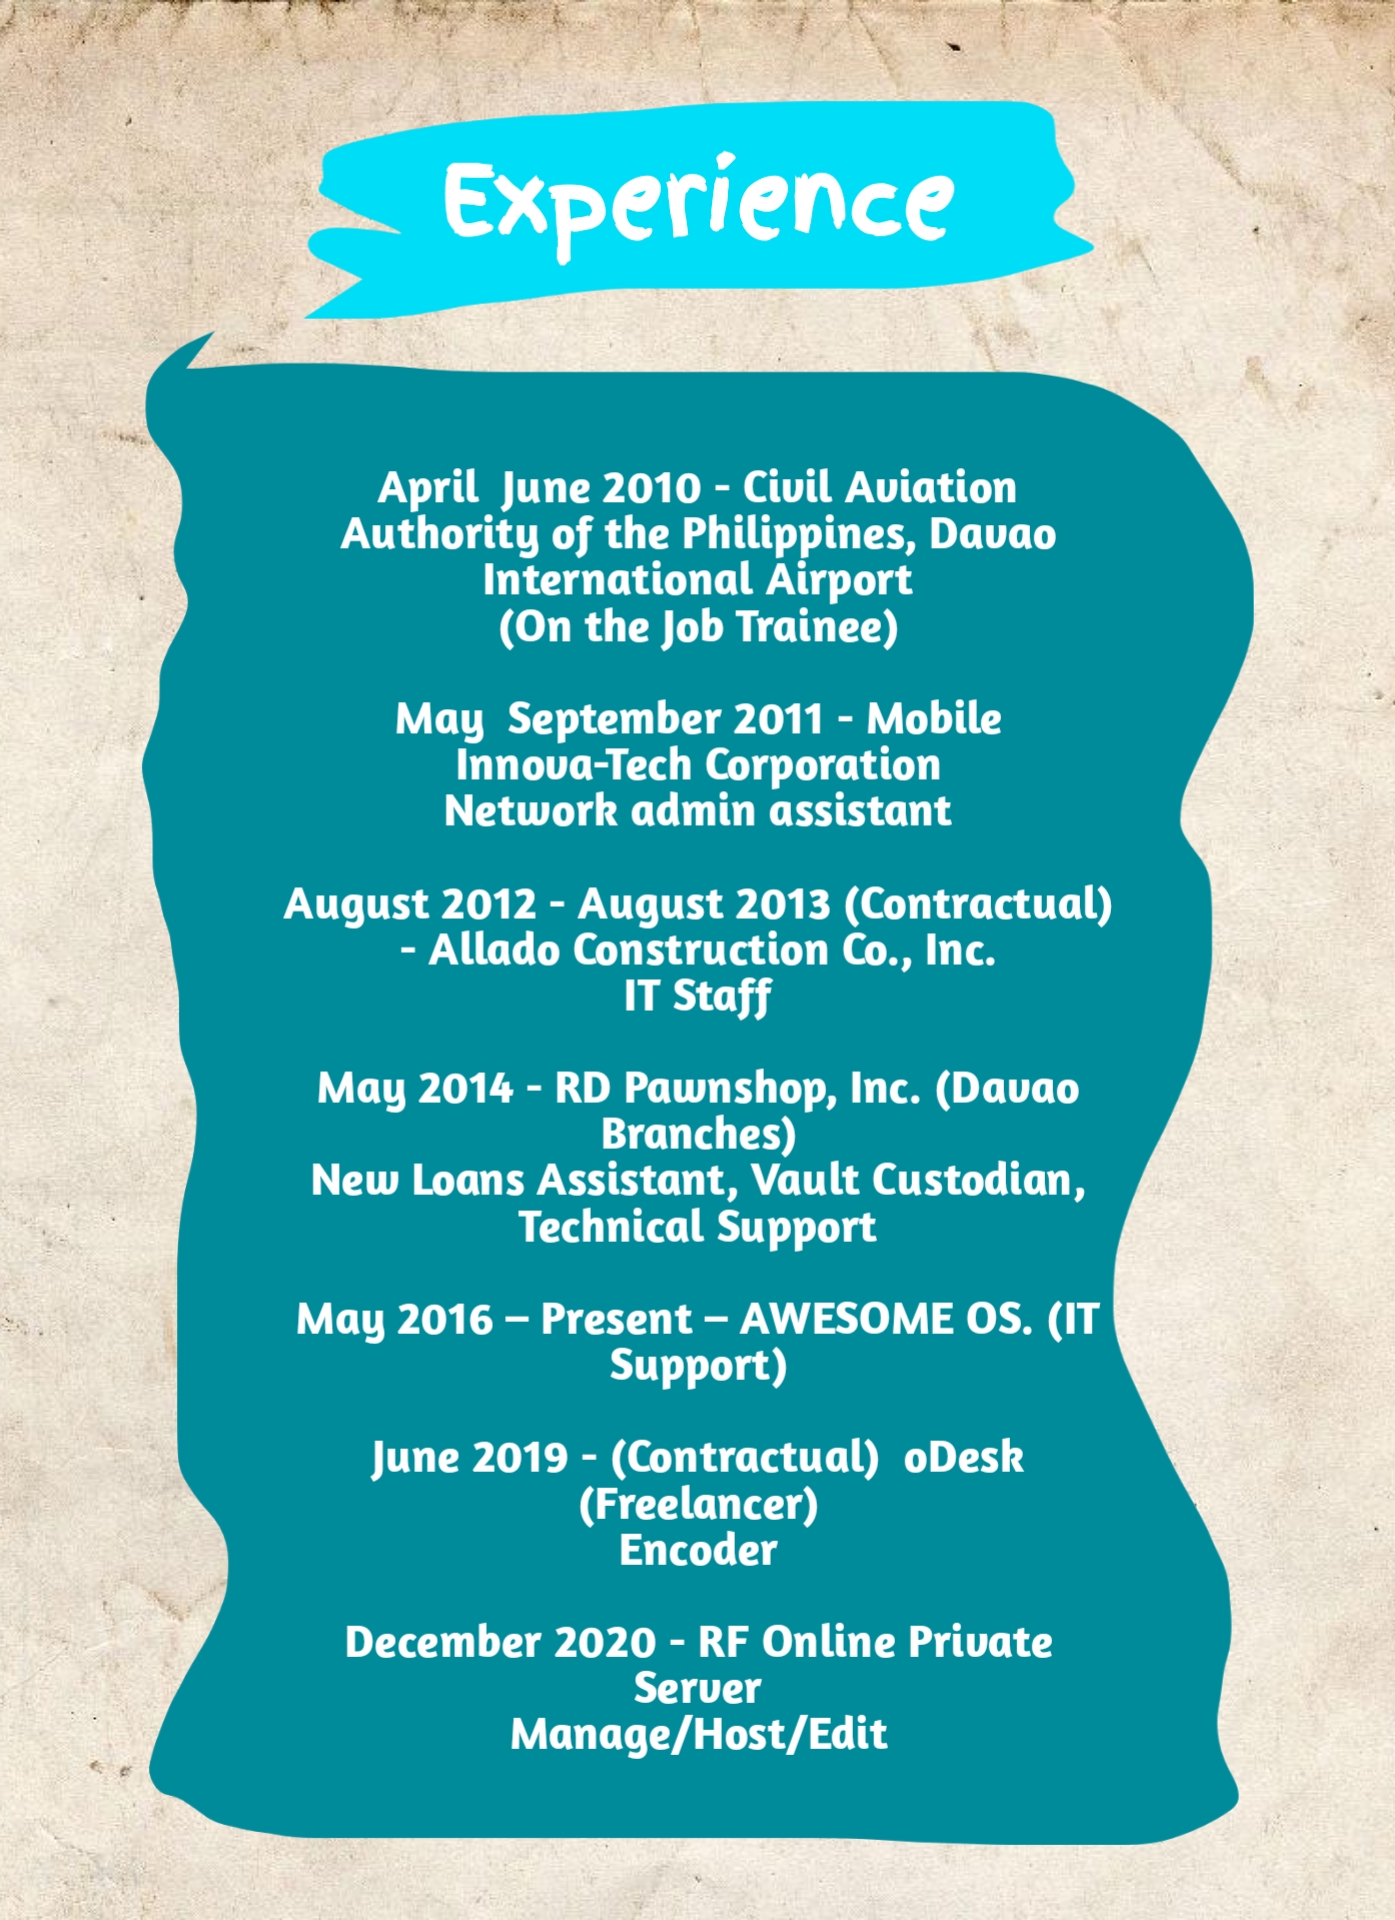 Experience
April  June 2010 - Civil Aviation
Authority of the Philippines, Davao
International Airport
(On the Job Trainee)
May  September 2011 - Mobile
Innova-Tech Corporation
Network admin assistant
August 2012 - August 2013 (Contractual)
- Allado Construction Co., Inc.
IT Staff
May 2014 - RD Pawnshop, Inc. (Davao
Branches)
New Loans Assistant, Vault Custodian,
Technical Support
May 2016 – Present – AWESOME OS. (IT
Support)
June 2019 - (Contractual)  oDesk
(Freelancer)
Encoder
December 2020 - RF Online Private
Server
Manage/Host/Edit